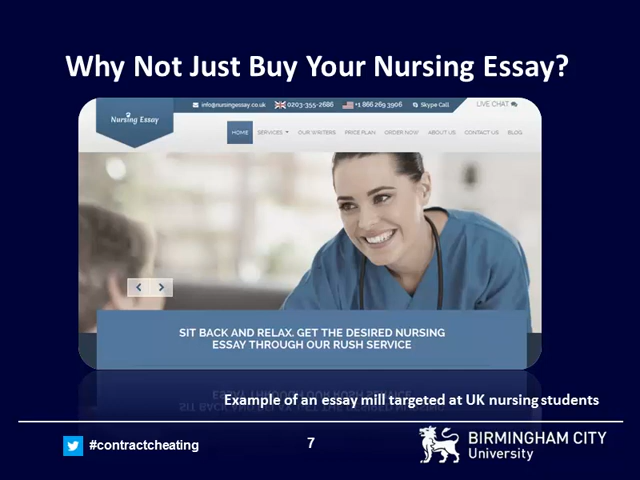 Why Not Just Buy Your Nursing Essay?
info@nursingessay.co.uk 0203-355-2686 +1 866 269 3906 Skype Call LIVE CHAT
Nursing Essay
HOME SERVICES OUR WRITERS PRICE PLAN ORDER NOW ABOUT US CONTACT US BLOG
SIT BACK AND RELAX. GET THE DESIRED NURSING
ESSAY THROUGH OUR RUSH SERVICE
Example of an essay mill targeted at UK nursing students
#contractcheating
7
BIRMINGHAM CITY
University